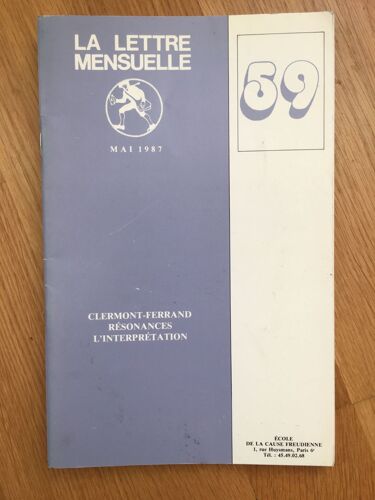 LA LETTRE
MENSUELLE
59
MAI 1987
CLERMONT-FERRAND
RÉSONANCES
L'INTERPRÉTATION
ÉCOLE
DE LA CAUSE FREUDIENNE
1, rue Huysmans, Paris 6e
Tél. : 45.49.02.68